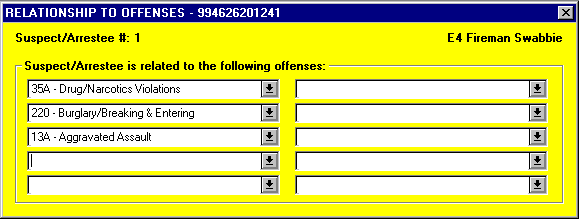 RELATIONSHIP TO OFFENSES - 994626201241
Suspect/Arrestee #: 1 E4 Fireman Swabbie
Suspect/Arrestee is related to the following offenses:
35A - Drug/Narcotics Violations
220 - Burglary/Breaking & Entering
13A - Aggravated Assault